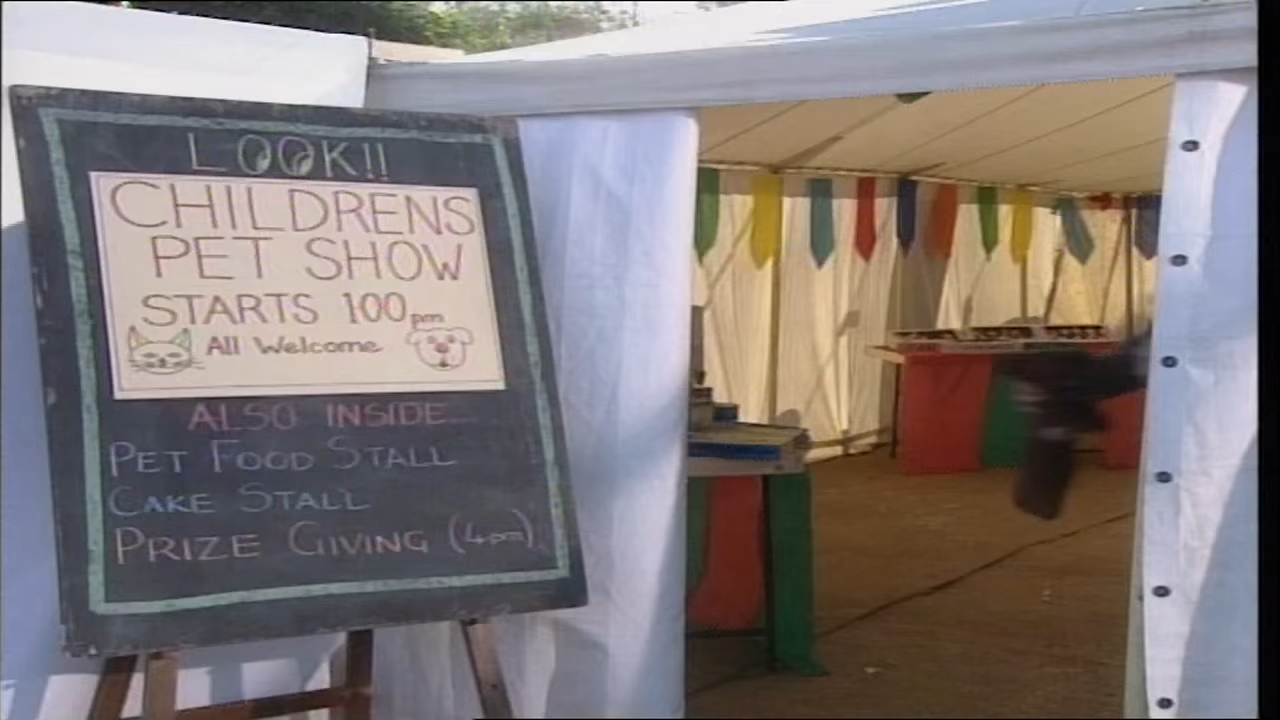 LOOK!!
CHILDRENS
PET SHOW
STARTS 100pm
All Welcome
ALSO INSIDE
PET FOOD STALL
CAKE STALL
PRIZE GIVING (4pm)